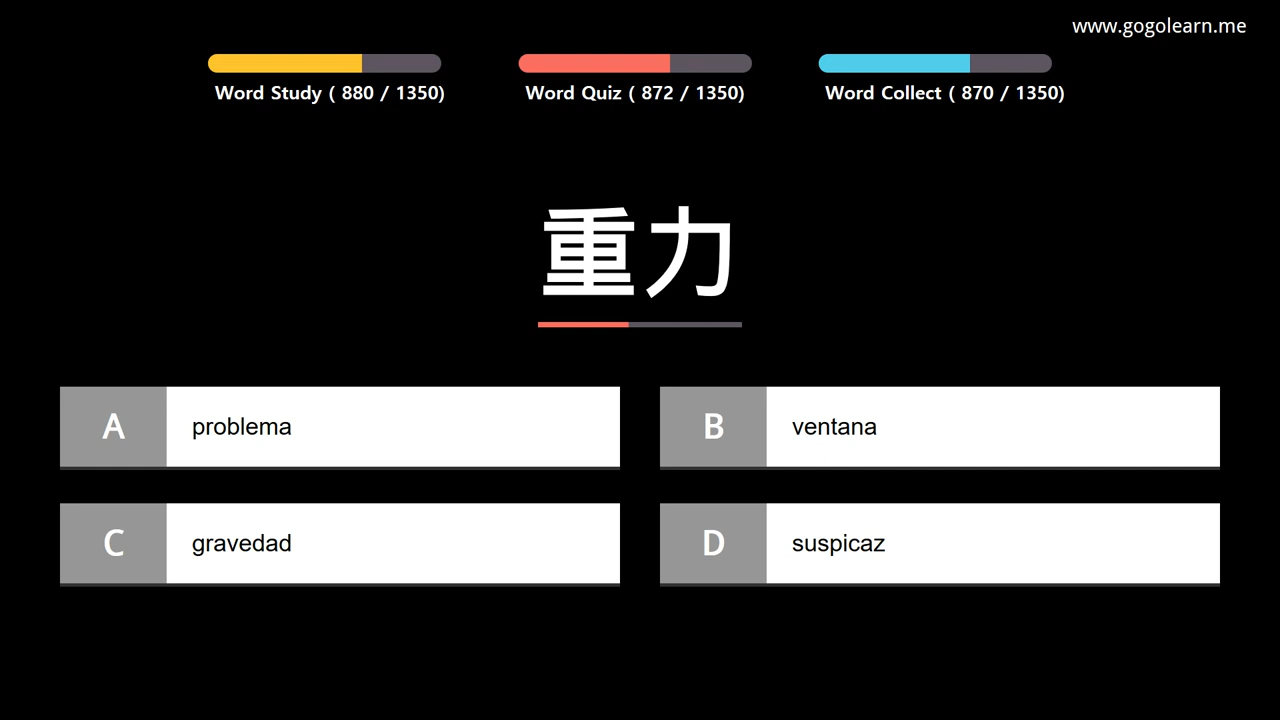 www.gogolearn.me
Word Study ( 880 / 1350)
Word Quiz ( 872 / 1350)
Word Collect ( 870 / 1350)
重力
A problema
B ventana
C gravedad
D suspicaz